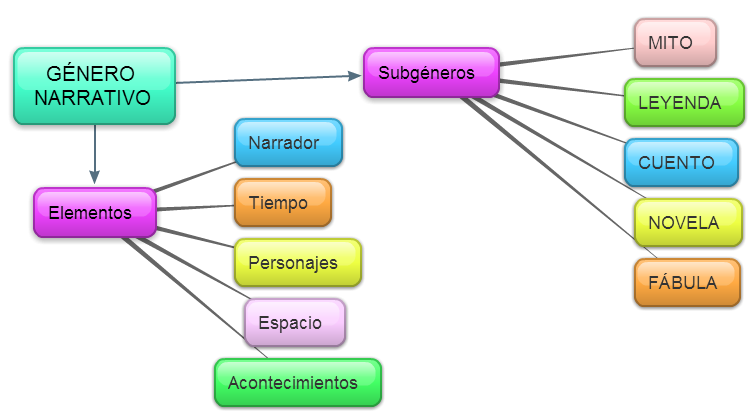 GÉNERO
NARRATIVO
Subgéneros
MITO
LEYENDA
CUENTO
NOVELA
FÁBULA
Elementos
Narrador
Tiempo
Personajes
Espacio
Acontecimientos